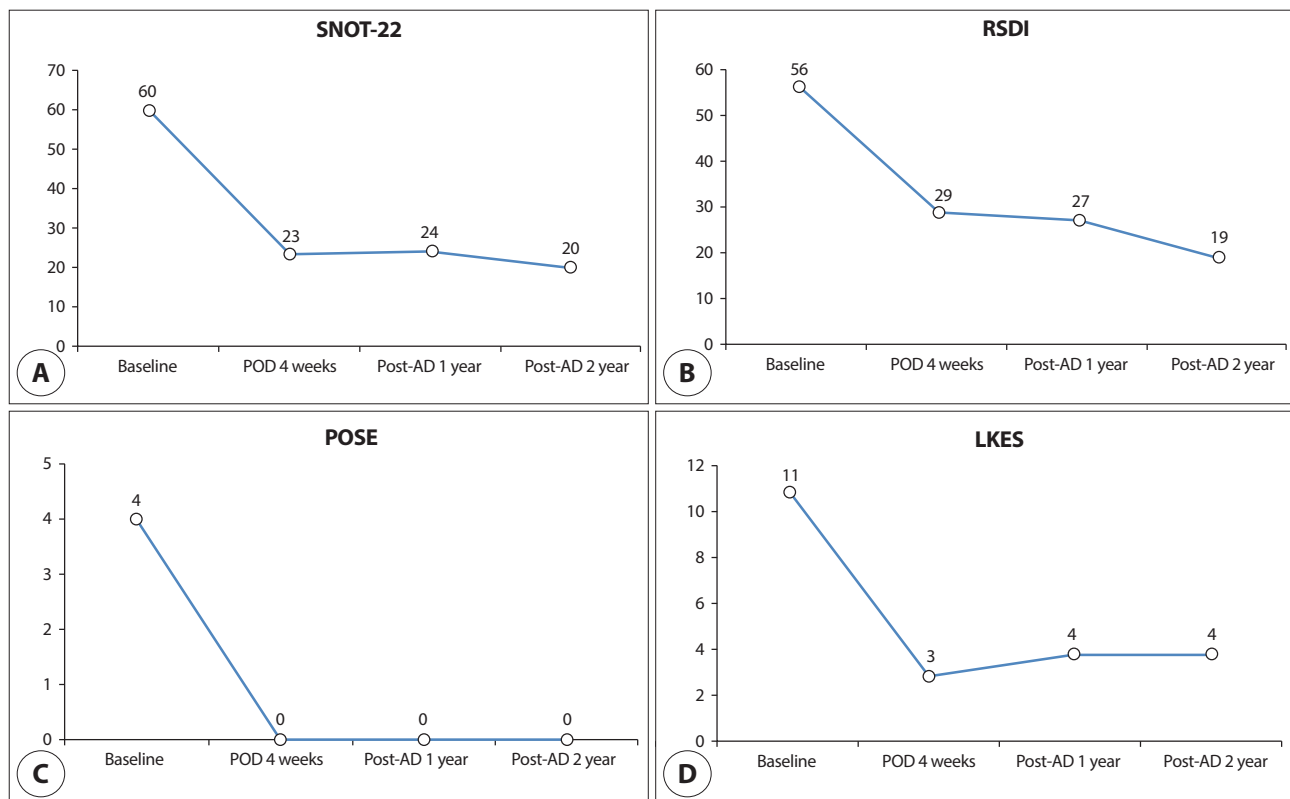 SNOT-22
70
60
50
40
30
20
10
0
60
23
24
20
Baseline
POD 4 weeks
Post-AD 1 year
Post-AD 2 year
A
RSDI
60
50
40
30
20
10
0
56
29
27
19
Baseline
POD 4 weeks
Post-AD 1 year
Post-AD 2 year
B
POSE
5
4
3
4
2
1
0
4
0
0
0
Baseline
POD 4 weeks
Post-AD 1 year
Post-AD 2 year
C
LKES
12
10
8
6
4
2
0
11
3
4
4
Baseline
POD 4 weeks
Post-AD 1 year
Post-AD 2 year
D